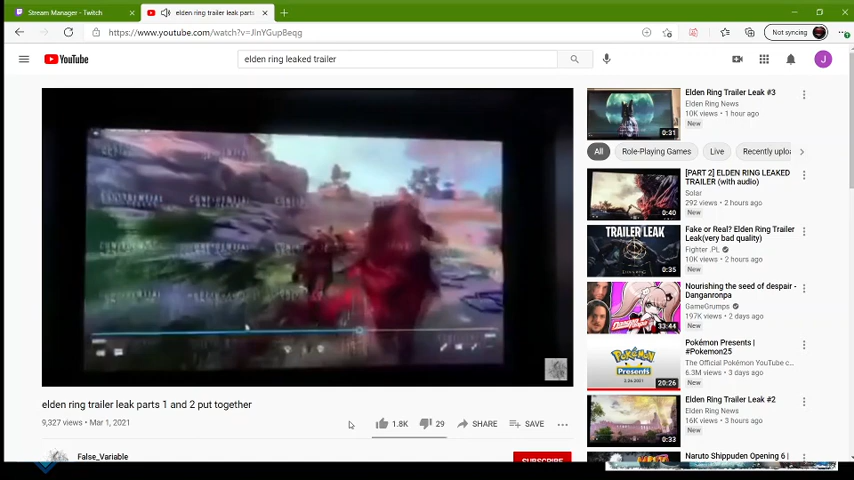 Stream Manager - Twitch
elden ring trailer leak parts
https://www.youtube.com/watch?v=JlnYGupBeqg
Not syncing
YouTube
elden ring leaked trailer
J
CONFIDENTIAL
elden ring trailer leak parts 1 and 2 put together
9,327 views • Mar 1, 2021
1.8K
29
SHARE
SAVE
False_Variable
SUBSCRIBE
Elden Ring Trailer Leak #3
Elden Ring News
10K views • 1 hour ago
New
0:31
All
Role-Playing Games
Live
Recently uploa
[PART 2] ELDEN RING LEAKED
TRAILER (with audio)
Solar
292 views • 2 hours ago
New
0:40
TRAILER LEAK
Fake or Real? Elden Ring Trailer
Leak(very bad quality)
Fighter .PL
60K views • 2 hours ago
New
0:35
Nourishing the seed of despair -
Danganronpa
GameGrumps
197K views • 2 days ago
New
33:44
Pokémon
Presents
Pokémon Presents |
#Pokemon25
The Official Pokémon YouTube c...
6.3M views • 3 days ago
New
20:26
Elden Ring Trailer Leak #2
Elden Ring News
16K views • 3 hours ago
New
0:33
Naruto Shippuden Opening 6 |